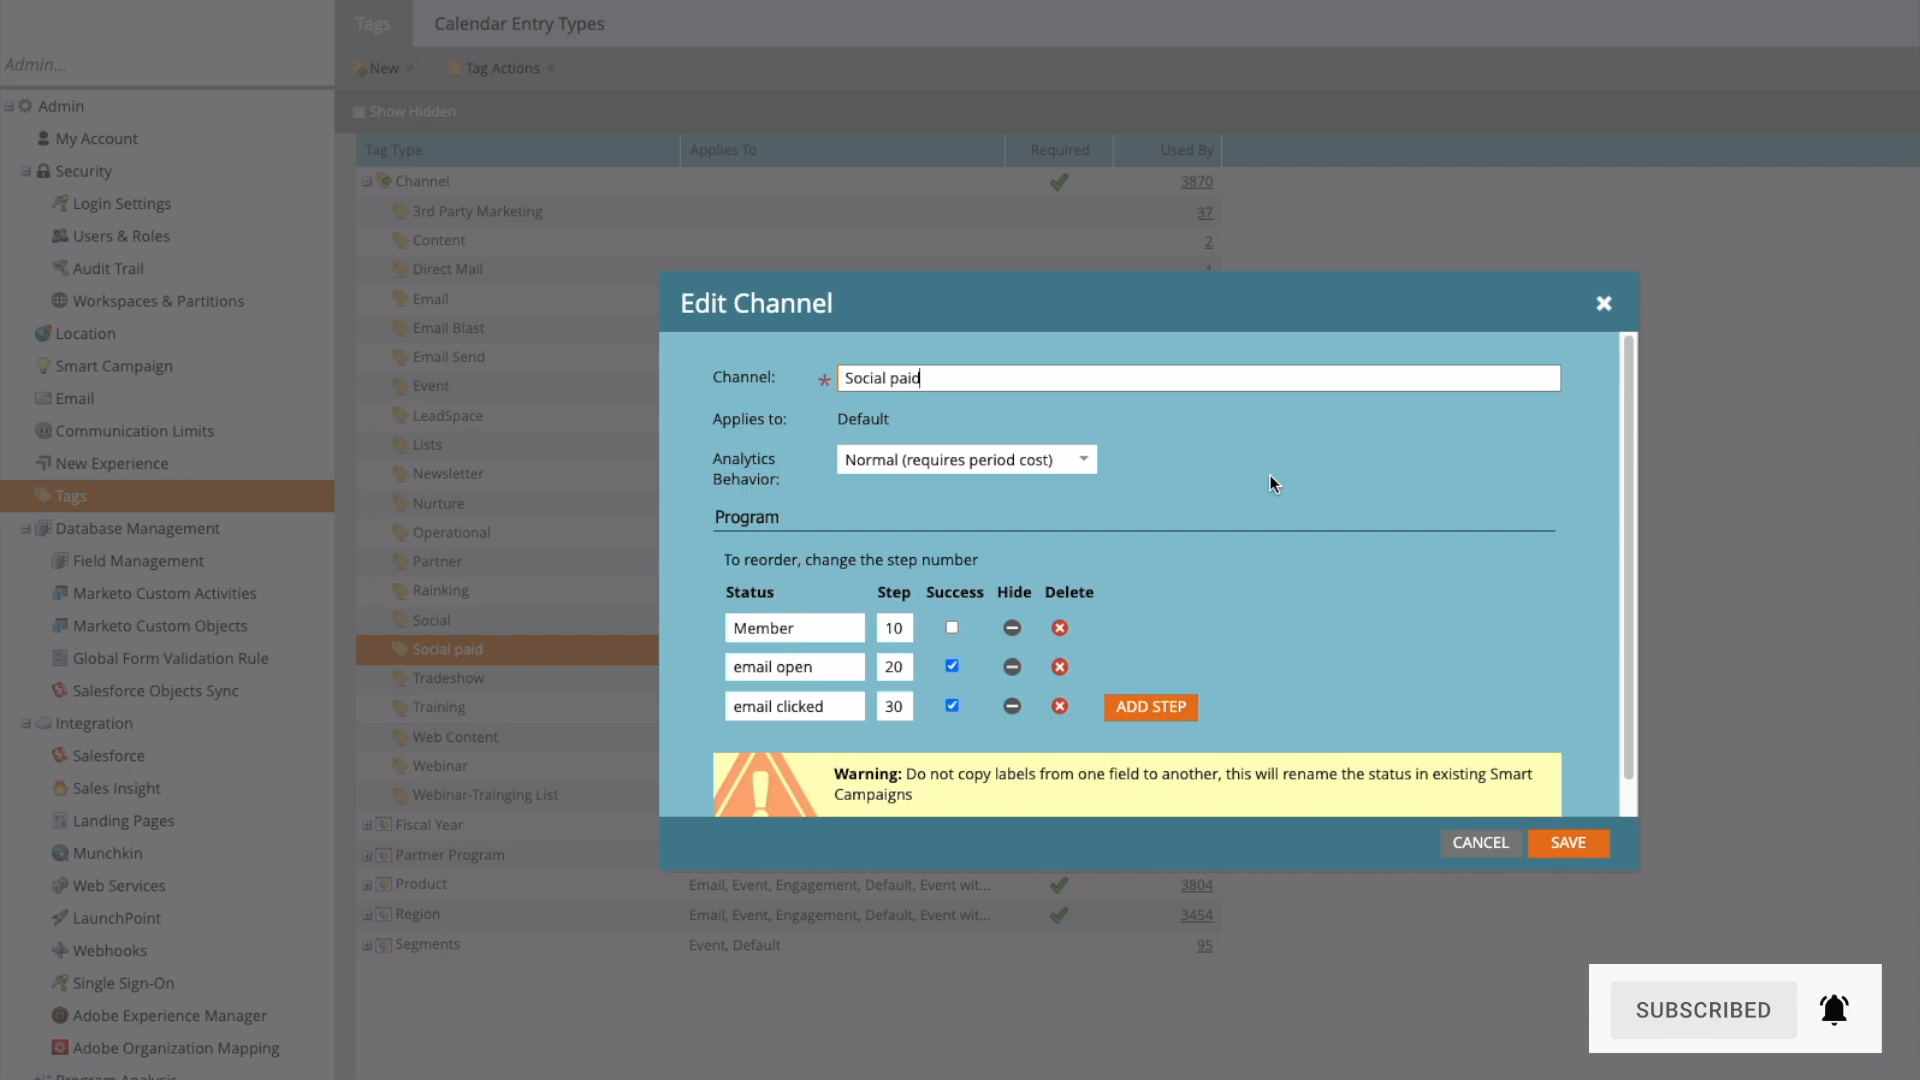 Tags
Calendar Entry Types
Admin...
New
Tag Actions
Show Hidden
Admin
My Account
Security
Login Settings
Users & Roles
Audit Trail
Workspaces & Partitions
Location
Smart Campaign
Email
Communication Limits
New Experience
Tags
Database Management
Field Management
Marketo Custom Activities
Marketo Custom Objects
Global Form Validation Rule
Salesforce Objects Sync
Integration
Salesforce
Sales Insight
Landing Pages
Munchkin
Web Services
LaunchPoint
Webhooks
Single Sign-On
Adobe Experience Manager
Adobe Organization Mapping
Program Analysis
Tag Type Applies To Required Used By
Channel 3870
3rd Party Marketing 37
Content 2
Direct Mail 1
Email
Email Blast
Email Send
Event
LeadSpace
Lists
Newsletter
Nurture
Operational
Partner
Rainking
Social
Social paid
Tradeshow
Training
Web Content
Webinar
Webinar-Trainging List
Fiscal Year
Partner Program
Product Email, Event, Engagement, Default, Event wit... 3804
Region Email, Event, Engagement, Default, Event wit... 3454
Segments Event, Default 95
Edit Channel
Channel: * Social paid
Applies to: Default
Analytics
Behavior:
Normal (requires period cost)
Program
To reorder, change the step number
Status Step Success Hide Delete
Member 10
email open 20
email clicked 30 ADD STEP
Warning: Do not copy labels from one field to another, this will rename the status in existing Smart
Campaigns
CANCEL SAVE
SUBSCRIBED